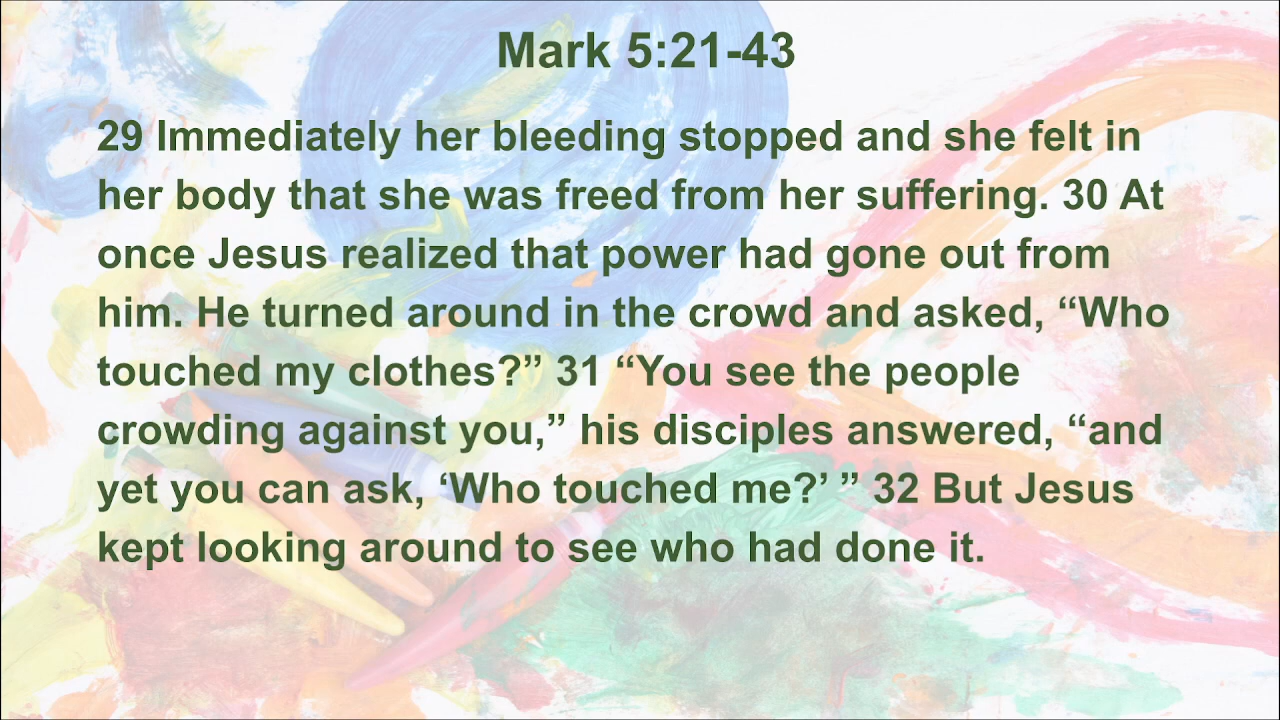 Mark 5:21-43
29 Immediately her bleeding stopped and she felt in
her body that she was freed from her suffering. 30 At
once Jesus realized that power had gone out from
him. He turned around in the crowd and asked, “Who
touched my clothes?” 31 “You see the people
crowding against you,” his disciples answered, “and
yet you can ask, ‘Who touched me?’ ” 32 But Jesus
kept looking around to see who had done it.